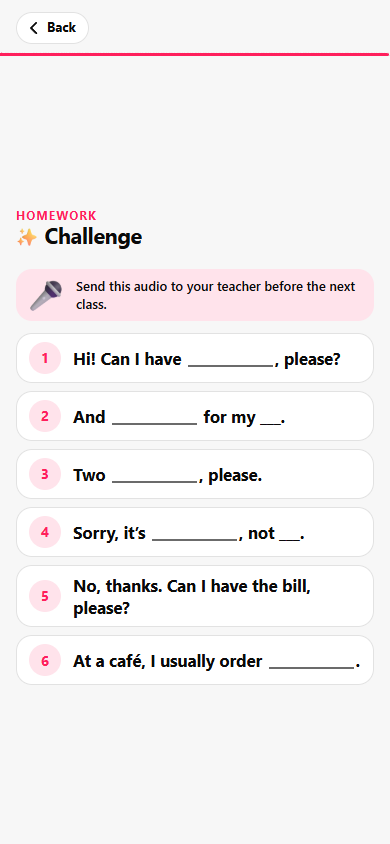 Back
HOMEWORK
✨ Challenge
Send this audio to your teacher before the next
class.
1 Hi! Can I have __________, please?
2 And __________ for my ___.
3 Two __________, please.
4 Sorry, it’s __________, not ___.
5 No, thanks. Can I have the bill,
please?
6 At a café, I usually order __________.